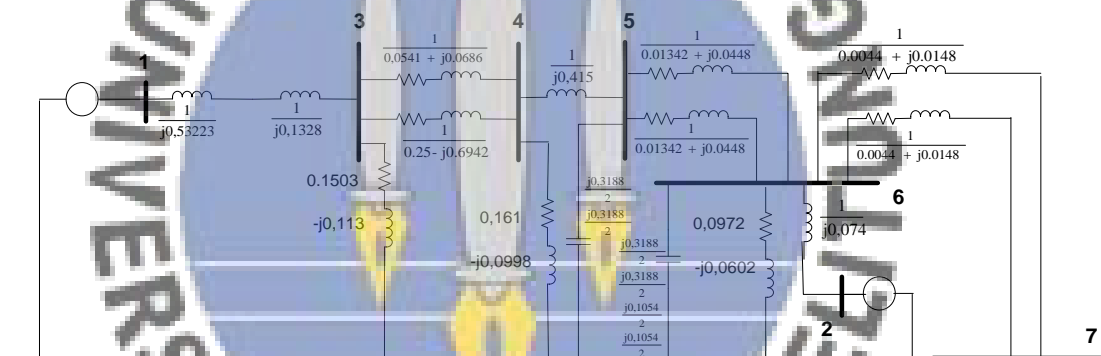 3
4
5
1
1
0,0541 + j0.0686
1
j0,415
1
0.01342 + j0.0448
1
0.0044 + j0.0148
1
j0,53223
1
j0,1328
1
0.25- j0.6942
1
0.01342 + j0.0448
1
0.0044 + j0.0148
0.1503
-j0,113
0,161
-j0,0998
j0,3188
2
j0,3188
2
j0,3188
2
j0,3188
2
j0,1054
2
j0,1054
2
0,0972
-j0,0602
6
1
j0.074
2
7
UNIVERS